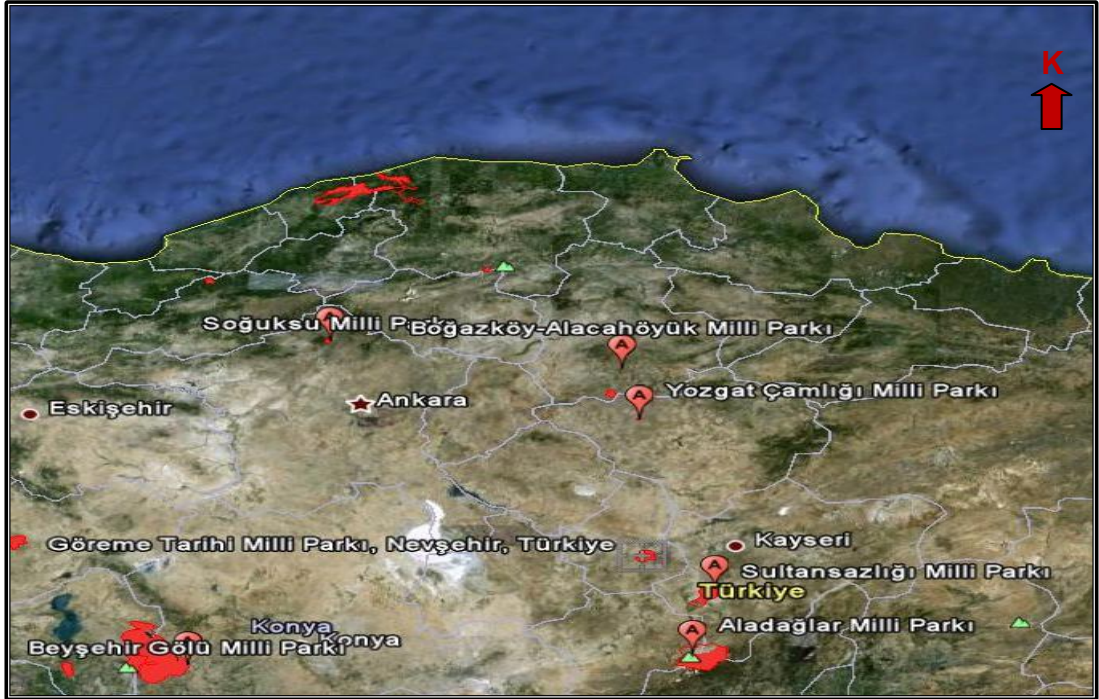 K
Soğuksu Milli
Boğazköy-Alacahöyük Milli Parkı
Yozgat Çamlığı Milli Parkı
Eskişehir
Ankara
Göreme Tarihi Milli Parkı, Nevşehir, Türkiye
Kayseri
Sultansazlığı Milli Parkı
Türkiye
Aladağlar Milli Parkı
Konya
Konya
Beyşehir Gölü Milli Parkı
A
A
A
A
A